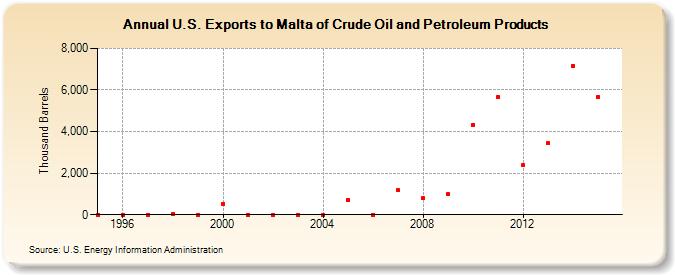 Annual U.S. Exports to Malta of Crude Oil and Petroleum Products
Thousand Barrels
8,000
6,000
4,000
2,000
0
1996 2000 2004 2008 2012
Source: U.S. Energy Information Administration